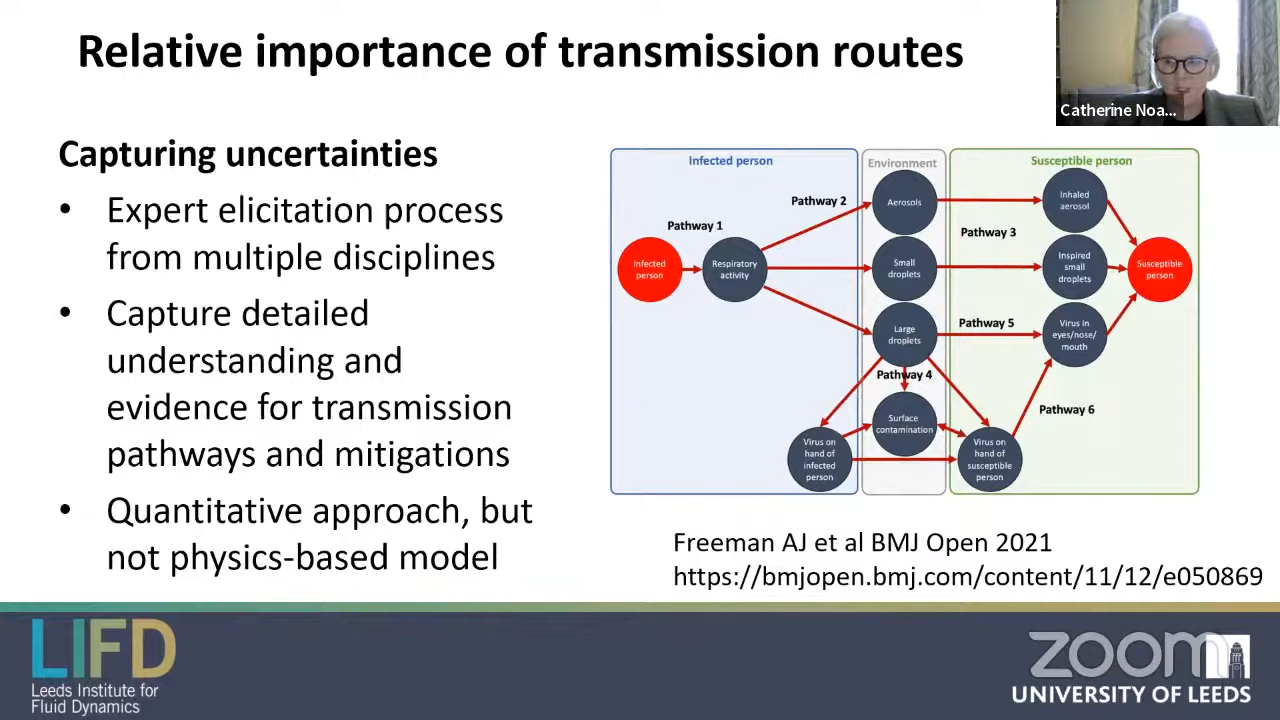 Relative importance of transmission routes
Catherine Noa...
Capturing uncertainties
• Expert elicitation process
from multiple disciplines
• Capture detailed
understanding and
evidence for transmission
pathways and mitigations
• Quantitative approach, but
not physics-based model
Infected person
Environment
Susceptible person
Pathway 1
Pathway 2
Pathway 3
Pathway 5
Pathway 4
Pathway 6
Infected
person
Respiratory
activity
Aerosols
Small
droplets
Large
droplets
Surface
contamination
Virus on
hand of
infected
person
Virus on
hand of
susceptible
person
Inhaled
aerosol
Inspired
small
droplets
Virus in
eyes/nose/
mouth
Susceptible
person
Freeman AJ et al BMJ Open 2021
https://bmjopen.bmj.com/content/11/12/e050869
LIFD
Leeds Institute for
Fluid Dynamics
zoom
UNIVERSITY OF LEEDS